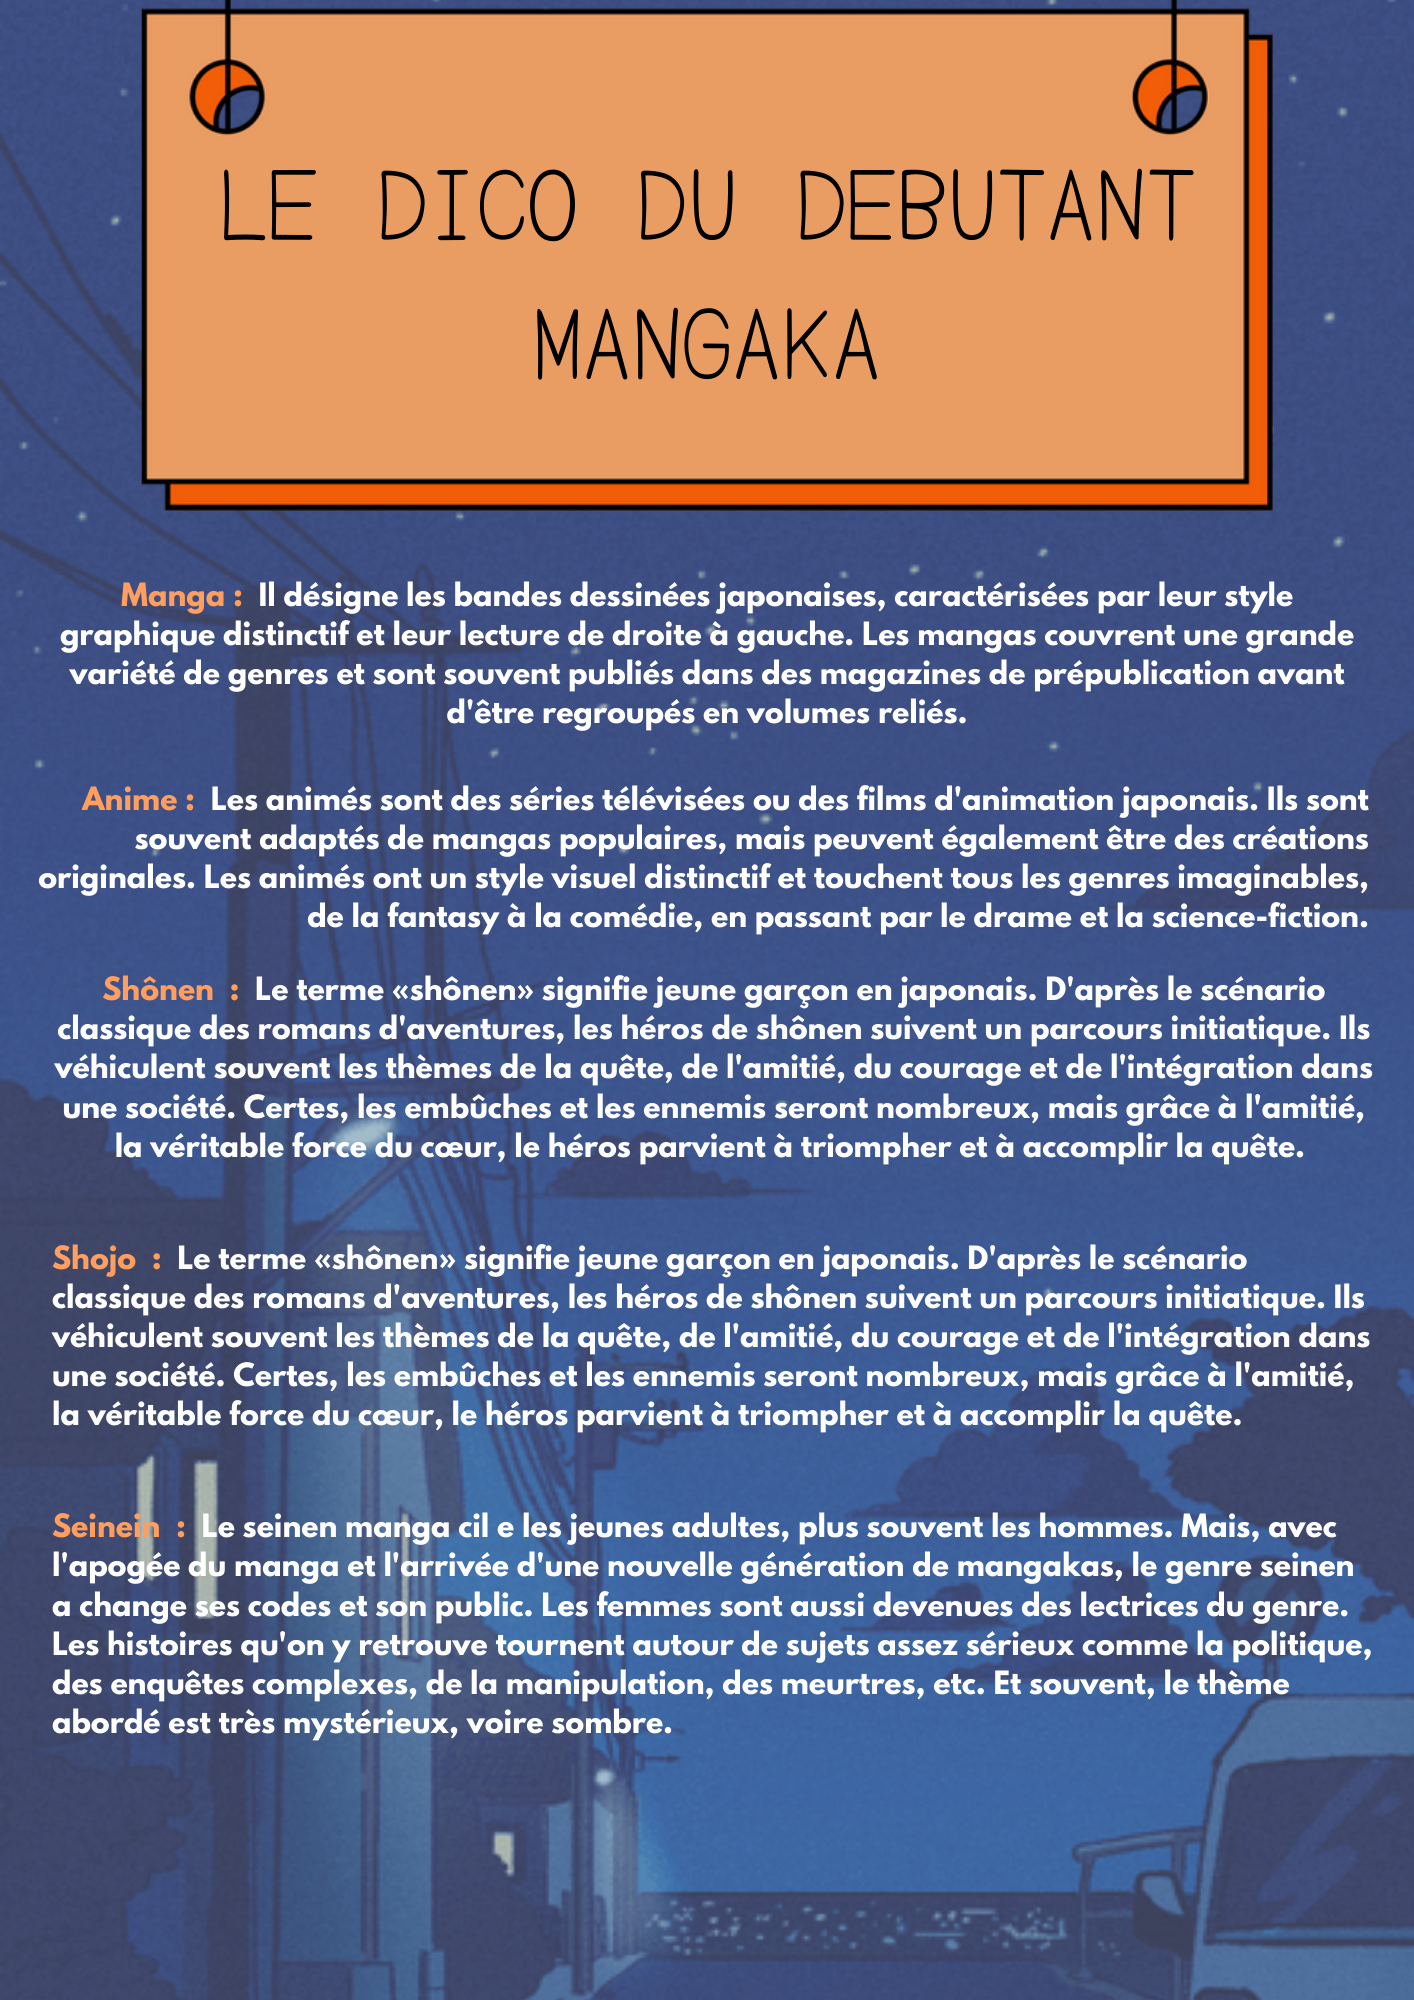 LE DICO DU DEBUTANT
MANGAKA
Manga : Il désigne les bandes dessinées japonaises, caractérisées par leur style
graphique distinctif et leur lecture de droite à gauche. Les mangas couvrent une grande
variété de genres et sont souvent publiés dans des magazines de prépublication avant
d'être regroupés en volumes reliés.
Anime : Les animés sont des séries télévisées ou des films d'animation japonais. Ils sont
souvent adaptés de mangas populaires, mais peuvent également être des créations
originales. Les animés ont un style visuel distinctif et touchent tous les genres imaginables,
de la fantasy à la comédie, en passant par le drame et la science-fiction.
Shônen : Le terme «shônen» signifie jeune garçon en japonais. D'après le scénario
classique des romans d'aventures, les héros de shônen suivent un parcours initiatique. Ils
véhiculent souvent les thèmes de la quête, de l'amitié, du courage et de l'intégration dans
une société. Certes, les embûches et les ennemis seront nombreux, mais grâce à l'amitié,
la véritable force du cœur, le héros parvient à triompher et à accomplir la quête.
Shojo : Le terme «shônen» signifie jeune garçon en japonais. D'après le scénario
classique des romans d'aventures, les héros de shônen suivent un parcours initiatique. Ils
véhiculent souvent les thèmes de la quête, de l'amitié, du courage et de l'intégration dans
une société. Certes, les embûches et les ennemis seront nombreux, mais grâce à l'amitié,
la véritable force du cœur, le héros parvient à triompher et à accomplir la quête.
Seinein : Le seinen manga cil e les jeunes adultes, plus souvent les hommes. Mais, avec
l'apogée du manga et l'arrivée d'une nouvelle génération de mangakas, le genre seinen
a change ses codes et son public. Les femmes sont aussi devenues des lectrices du genre.
Les histoires qu'on y retrouve tournent autour de sujets assez sérieux comme la politique,
des enquêtes complexes, de la manipulation, des meurtres, etc. Et souvent, le thème
abordé est très mystérieux, voire sombre.